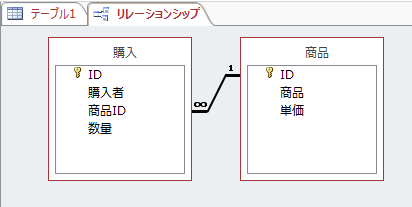 テーブル1 リレーションシップ
購入
ID
購入者
商品ID
数量
∞ 1
商品
ID
商品
単価